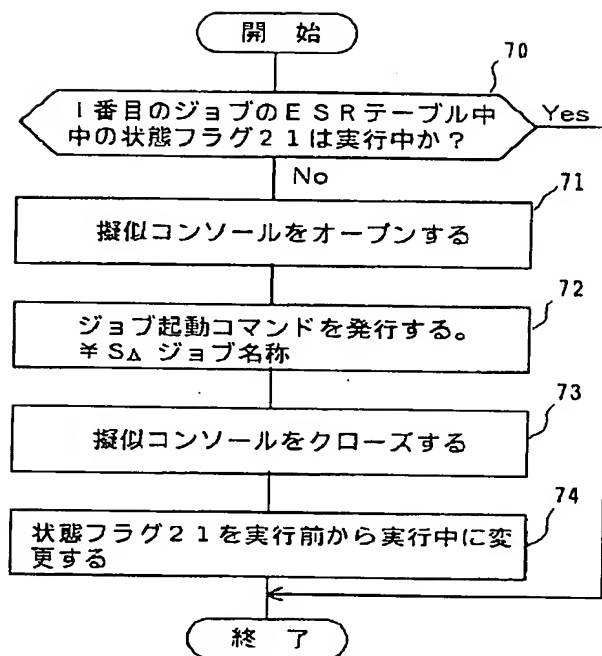 開 始
70
I番目のジョブのESRテーブル中
中の状態フラグ21は実行中か?
Yes
No
71
擬似コンソールをオープンする
72
ジョブ起動コマンドを発行する。
¥S△ ジョブ名称
73
擬似コンソールをクローズする
74
状態フラグ21を実行前から実行中に変
更する
終 了